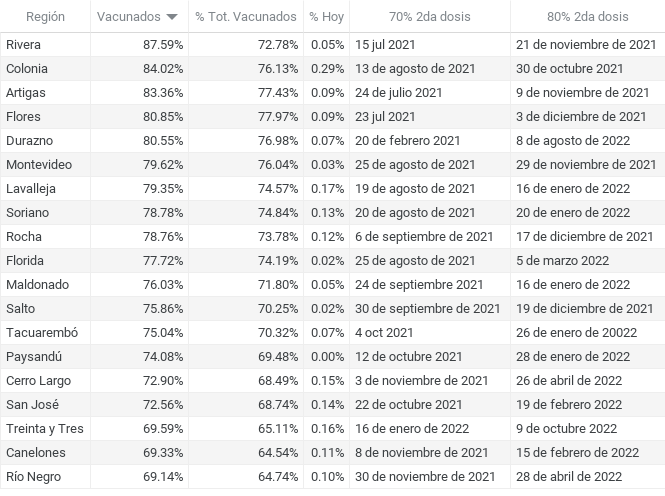 Región Vacunados % Tot. Vacunados % Hoy 70% 2da dosis 80% 2da dosis
Rivera 87.59% 72.78% 0.05% 15 jul 2021 21 de noviembre de 2021
Colonia 84.02% 76.13% 0.29% 13 de agosto de 2021 30 de octubre 2021
Artigas 83.36% 77.43% 0.09% 24 de julio 2021 9 de noviembre de 2021
Flores 80.85% 77.97% 0.09% 23 jul 2021 3 de diciembre de 2021
Durazno 80.55% 76.98% 0.07% 20 de febrero 2021 8 de agosto de 2022
Montevideo 79.62% 76.04% 0.03% 25 de agosto de 2021 29 de noviembre de 2021
Lavalleja 79.35% 74.57% 0.17% 19 de agosto de 2021 16 de enero de 2022
Soriano 78.78% 74.84% 0.13% 20 de agosto de 2021 20 de enero de 2022
Rocha 78.76% 73.78% 0.12% 6 de septiembre de 2021 17 de diciembre de 2021
Florida 77.72% 74.19% 0.02% 25 de agosto de 2021 5 de marzo 2022
Maldonado 76.03% 71.80% 0.05% 24 de septiembre 2021 16 de enero de 2022
Salto 75.86% 70.25% 0.02% 30 de septiembre de 2021 19 de diciembre de 2021
Tacuarembó 75.04% 70.32% 0.07% 4 oct 2021 26 de enero de 20022
Paysandú 74.08% 69.48% 0.00% 12 de octubre 2021 28 de enero de 2022
Cerro Largo 72.90% 68.49% 0.15% 3 de noviembre de 2021 26 de abril de 2022
San José 72.56% 68.74% 0.14% 22 de octubre 2021 19 de febrero 2022
Treinta y Tres 69.59% 65.11% 0.16% 16 de enero de 2022 9 de octubre 2022
Canelones 69.33% 64.54% 0.11% 8 de noviembre de 2021 15 de febrero de 2022
Río Negro 69.14% 64.74% 0.10% 30 de noviembre de 2021 28 de abril de 2022